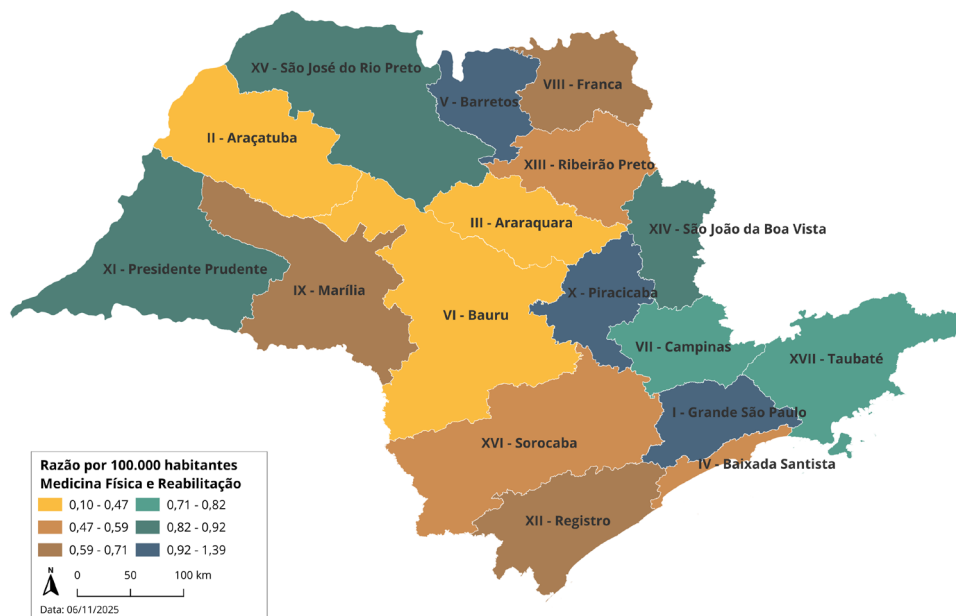 XV - São José do Rio Preto
VIII - Franca
V - Barretos
II - Araçatuba
XIII - Ribeirão Preto
III - Araraquara
XIV - São João da Boa Vista
XI - Presidente Prudente
IX - Marília
X - Piracicaba
VI - Bauru
VII - Campinas
XVII - Taubaté
I - Grande São Paulo
XVI - Sorocaba
IV - Baixada Santista
XII - Registro
Razão por 100.000 habitantes
Medicina Física e Reabilitação
0,10 - 0,47
0,71 - 0,82
0,47 - 0,59
0,82 - 0,92
0,59 - 0,71
0,92 - 1,39
N
0 50 100 km
Data: 06/11/2025